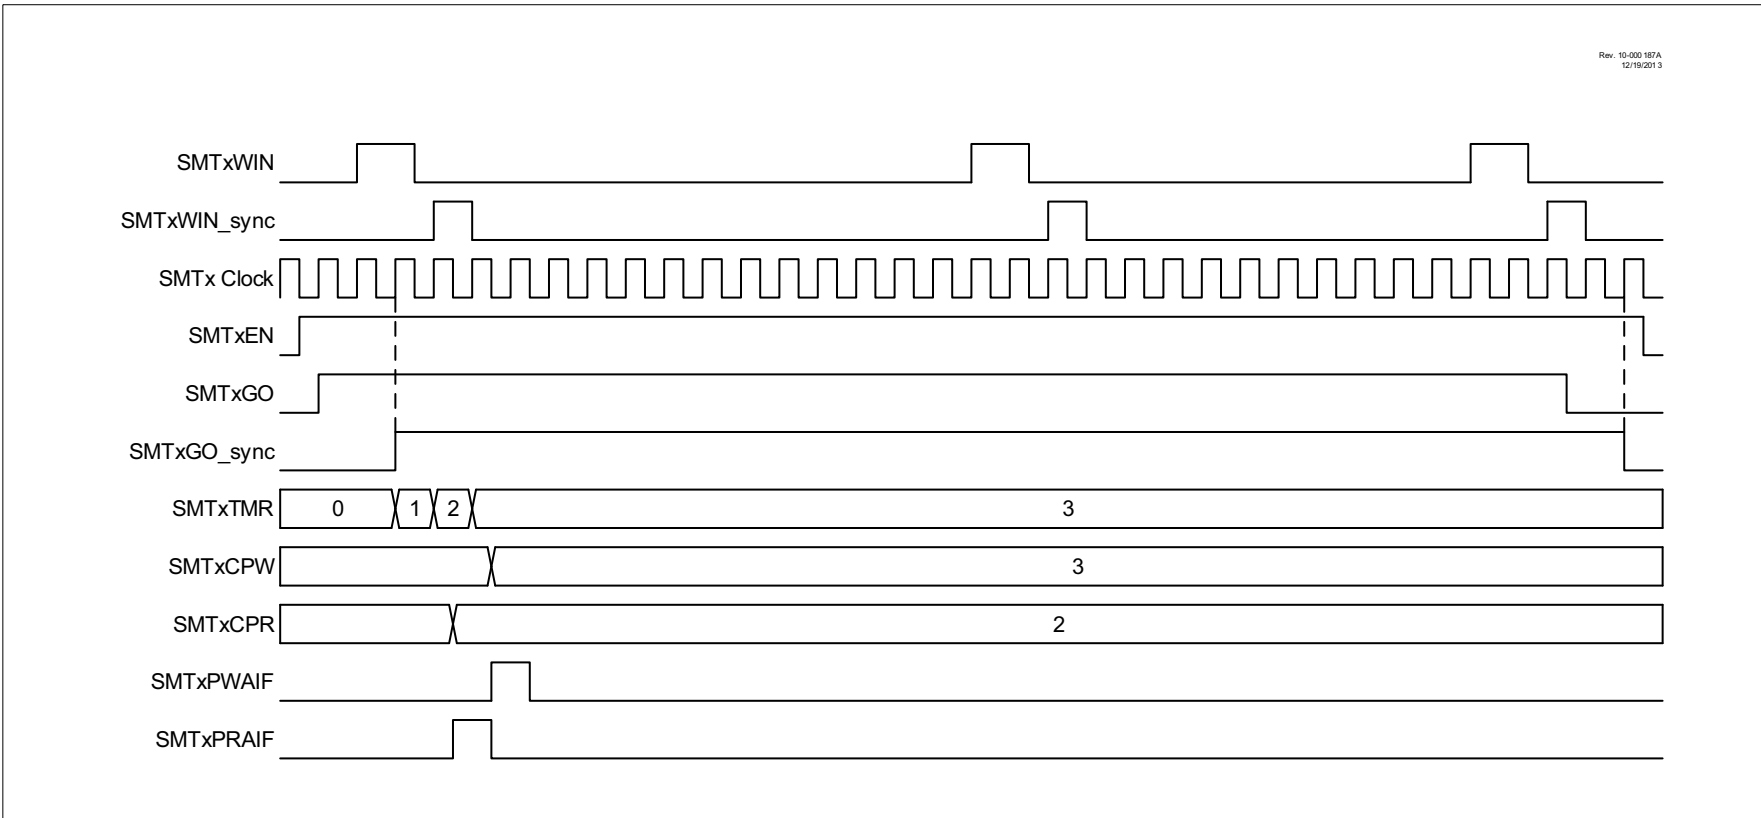 Rev. 10-000 187A
12/19/201 3
SMTxWIN
SMTxWIN_sync
SMTx Clock
SMTxEN
SMTxGO
SMTxGO_sync
SMTxTMR 0 1 2 3
SMTxCPW 3
SMTxCPR 2
SMTxPWAIF
SMTxPRAIF